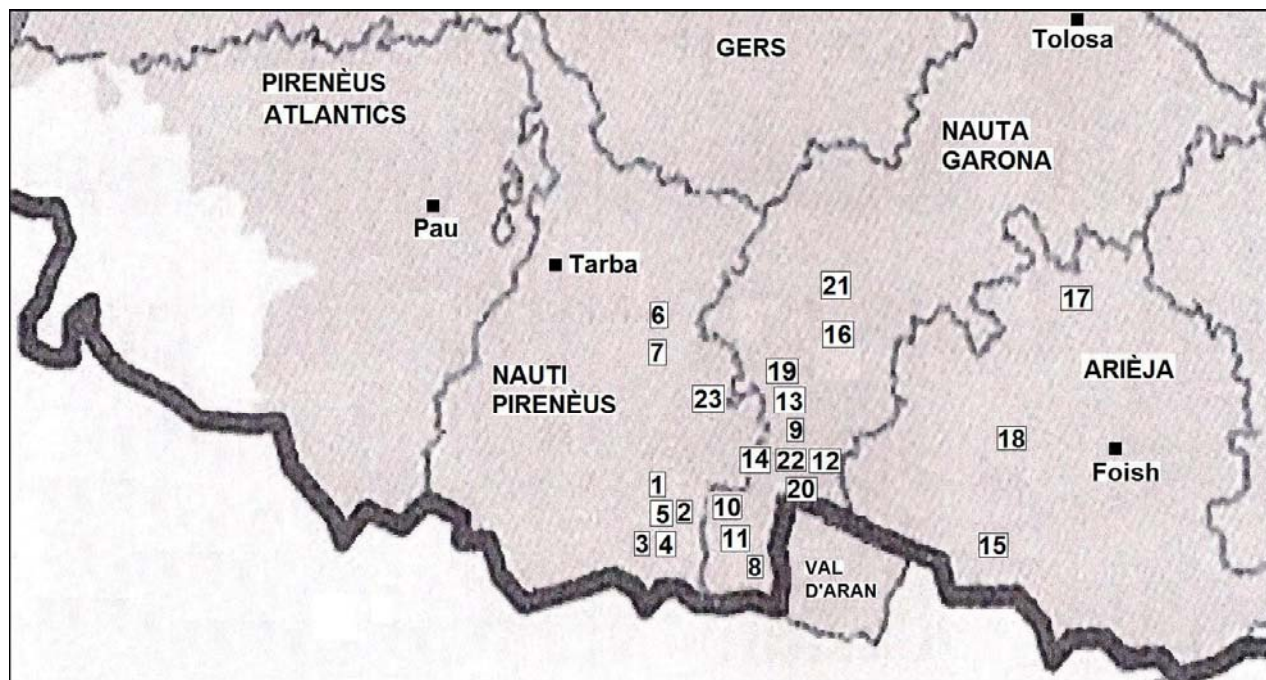 GERS
Tolosa
PIRENÈUS
ATLANTICS
NAUTA
GARONA
Pau
Tarba
21
17
6
16
7
19
ARIÈJA
NAUTI
PIRENÈUS
23
13
9
18
14
22
12
Foish
1
20
5
2
10
3
4
11
15
8
VAL
D'ARAN